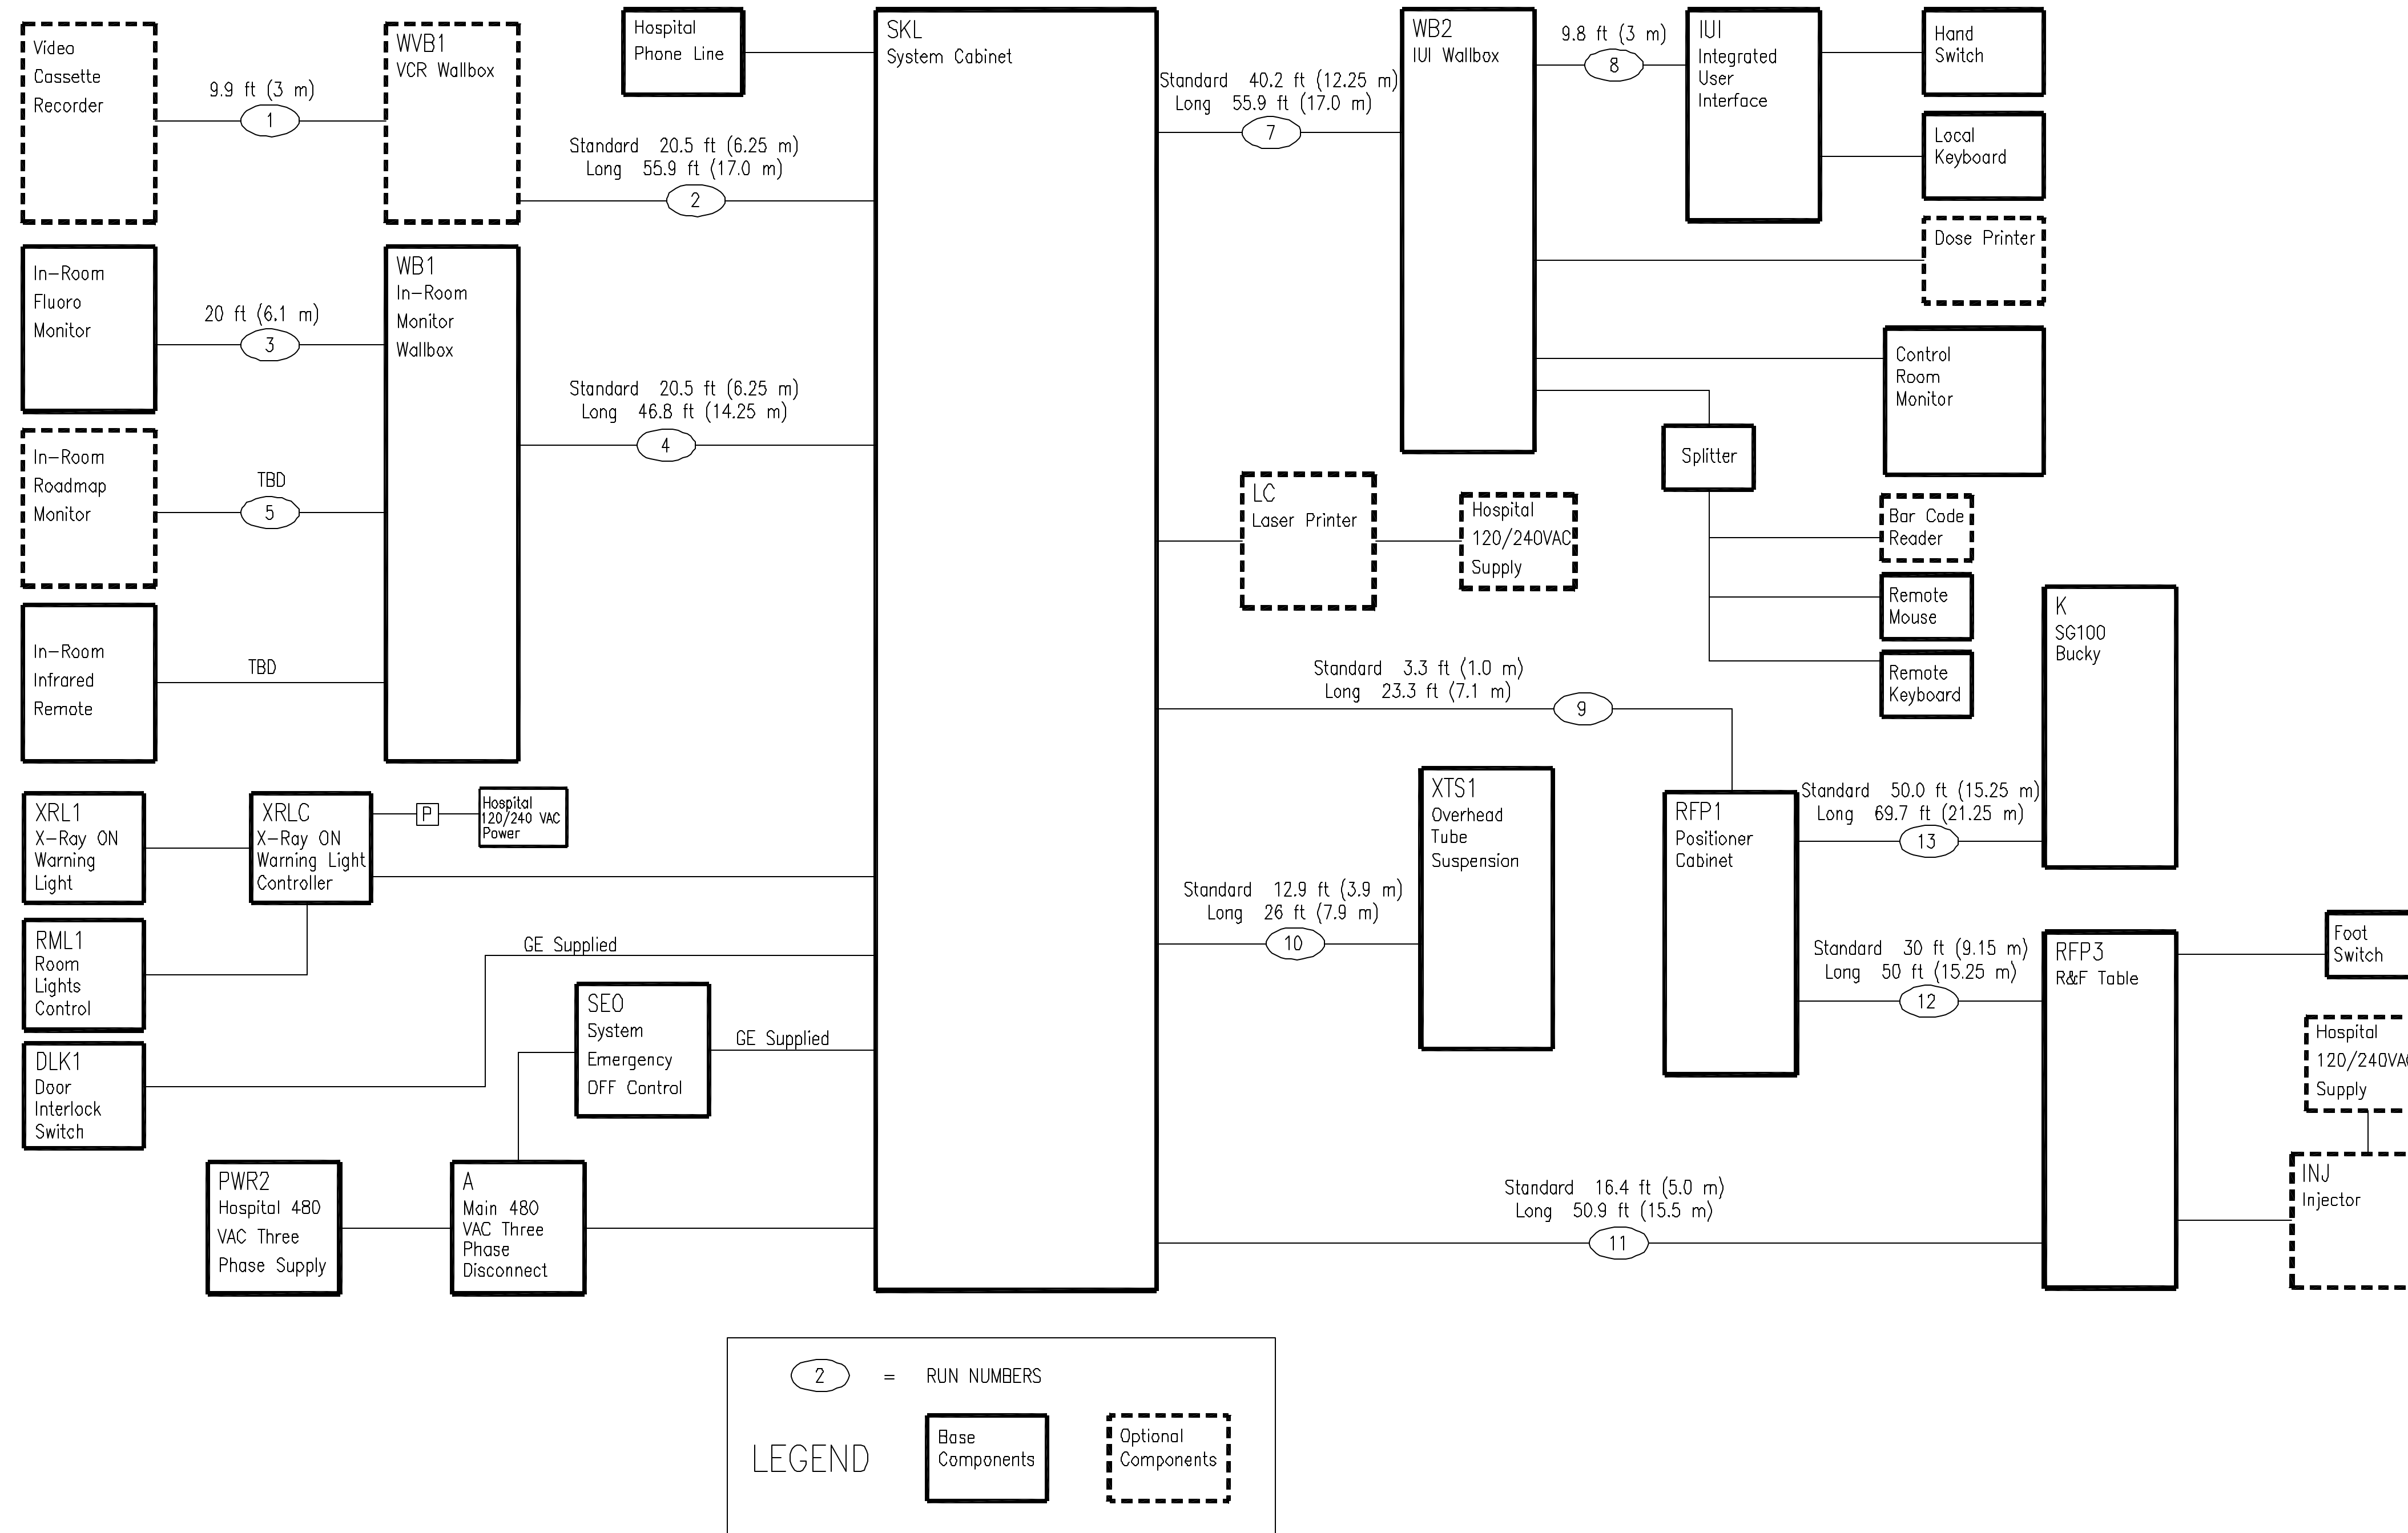 Video
Cassette
Recorder
9.9 ft (3 m)
1
WVB1
VCR Wallbox
Hospital
Phone Line
Standard 20.5 ft (6.25 m)
Long 55.9 ft (17.0 m)
2
SKL
System Cabinet
Standard 40.2 ft (12.25 m)
Long 55.9 ft (17.0 m)
7
WB2
IUI Wallbox
9.8 ft (3 m)
8
IUI
Integrated
User
Interface
Hand
Switch
Local
Keyboard
Dose Printer
Control
Room
Monitor
Splitter
Bar Code
Reader
Remote
Mouse
Remote
Keyboard
In-Room
Fluoro
Monitor
20 ft (6.1 m)
3
WB1
In-Room
Monitor
Wallbox
Standard 20.5 ft (6.25 m)
Long 46.8 ft (14.25 m)
4
In-Room
Roadmap
Monitor
TBD
5
In-Room
Infrared
Remote
TBD
LC
Laser Printer
Hospital
120/240VAC
Supply
Standard 3.3 ft (1.0 m)
Long 23.3 ft (7.1 m)
9
K
SG100
Bucky
XRL1
X-Ray ON
Warning
Light
XRLC
X-Ray ON
Warning Light
Controller
P
Hospital
120/240 VAC
Power
RML1
Room
Lights
Control
DLK1
Door
Interlock
Switch
GE Supplied
SEO
System
Emergency
OFF Control
GE Supplied
PWR2
Hospital 480
VAC Three
Phase Supply
A
Main 480
VAC Three
Phase
Disconnect
XTS1
Overhead
Tube
Suspension
Standard 12.9 ft (3.9 m)
Long 26 ft (7.9 m)
10
RFP1
Positioner
Cabinet
Standard 50.0 ft (15.25 m)
Long 69.7 ft (21.25 m)
13
Standard 30 ft (9.15 m)
Long 50 ft (15.25 m)
12
RFP3
R&F Table
Foot
Switch
Hospital
120/240VAC
Supply
INJ
Injector
Standard 16.4 ft (5.0 m)
Long 50.9 ft (15.5 m)
11
2 = RUN NUMBERS
LEGEND
Base
Components
Optional
Components